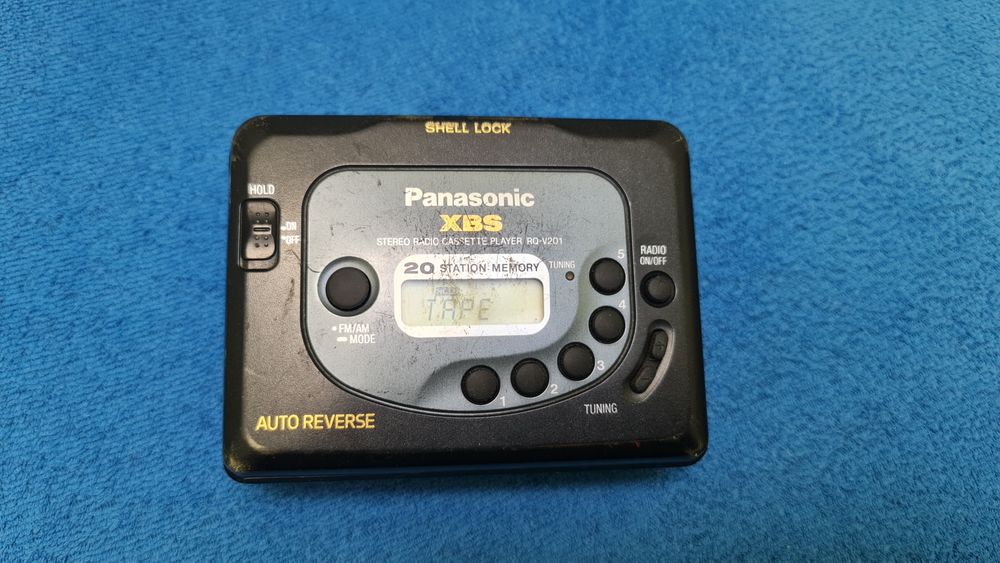 SHELL LOCK
HOLD
ON
OFF
Panasonic
XBS
STEREO RADIO CASSETTE PLAYER RQ-V201
20 STATION MEMORY
TUNING
TAPE
RADIO
ON/OFF
FM/AM
MODE
5
4
3
2
1
TUNING
AUTO REVERSE